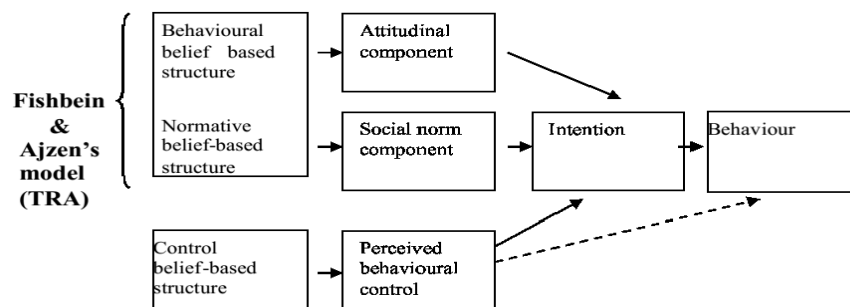 Fishbein
&
Ajzen's
model
(TRA)
Behavioural
belief based
structure
Normative
belief-based
structure
Attitudinal
component
Social norm
component
Intention
Behaviour
Control
belief-based
structure
Perceived
behavioural
control